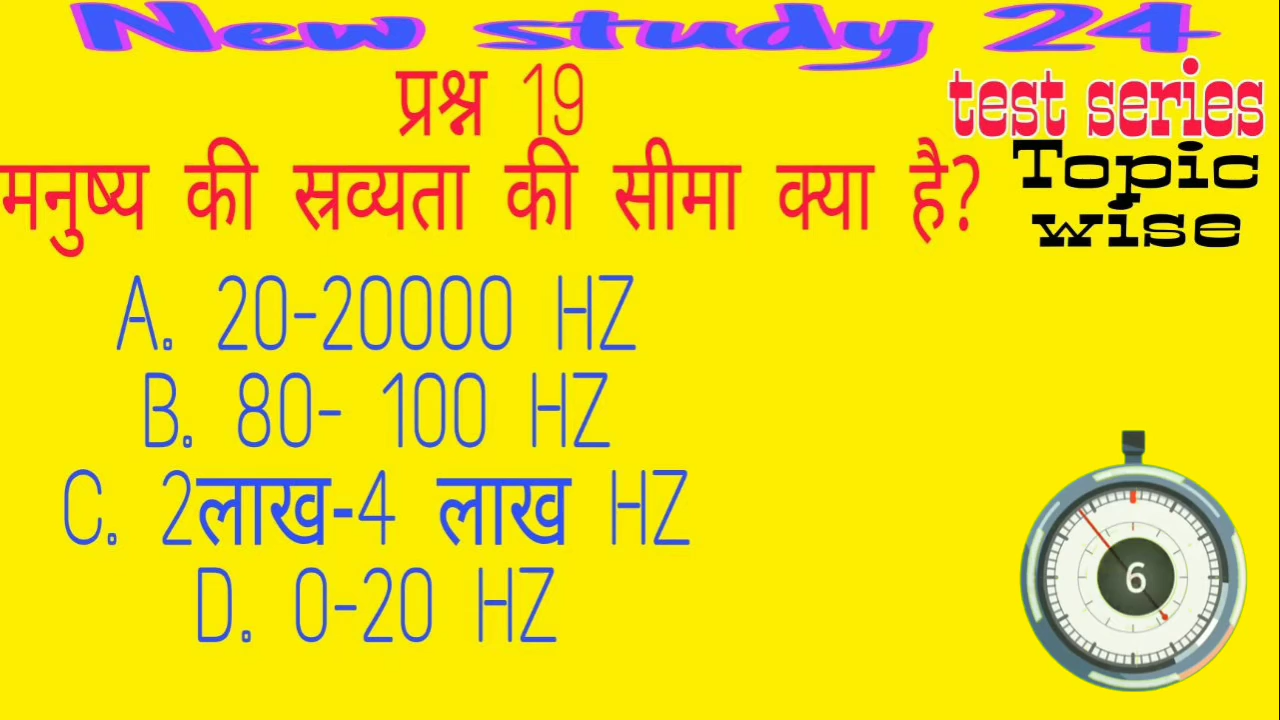 New study 24
test series
Topic
wise
प्रश्न 19
मनुष्य की स्रव्यता की सीमा क्या है?
A. 20-20000 HZ
B. 80- 100 HZ
C. 2लाख-4 लाख HZ
D. 0-20 HZ
6